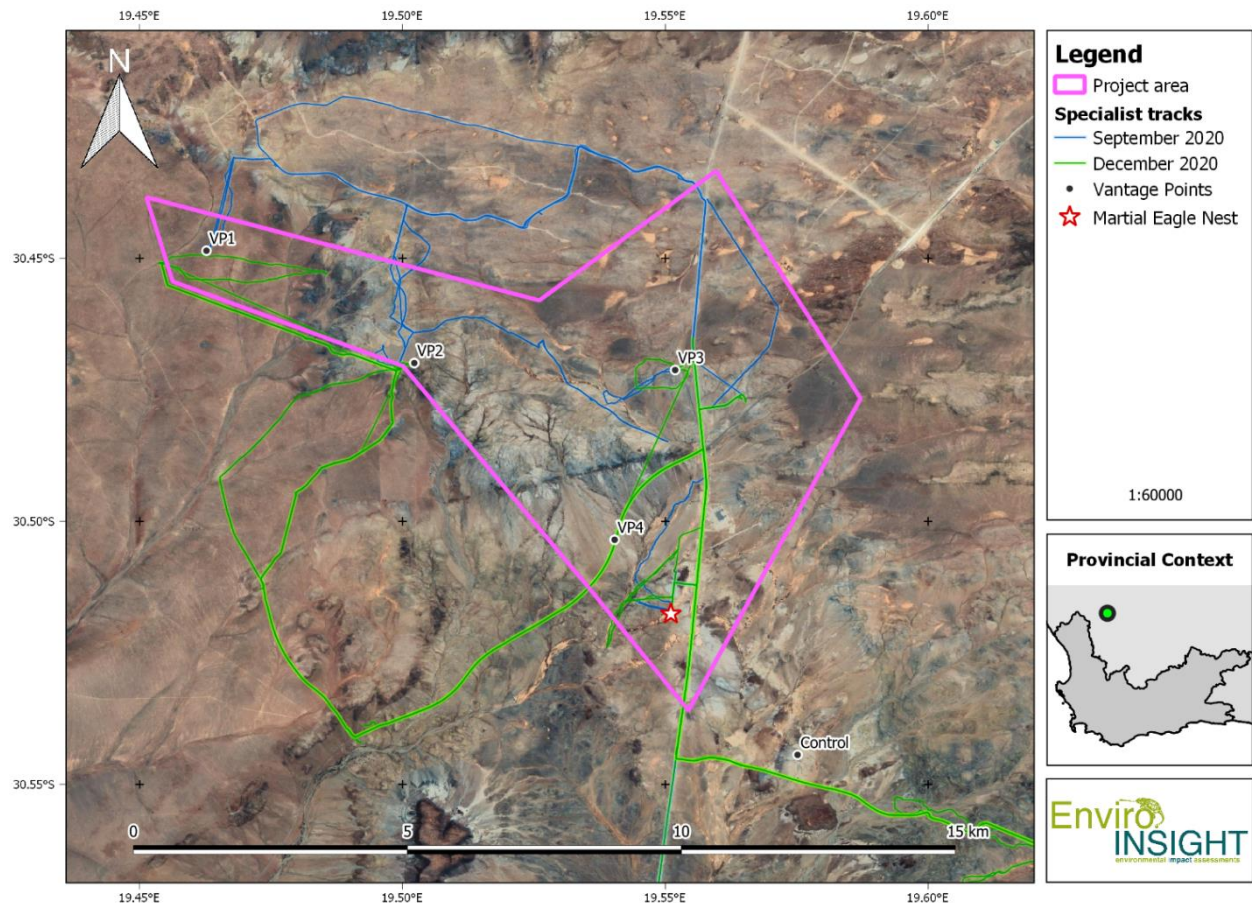 19.45°E 19.50°E 19.55°E 19.60°E
N
30.45°S
30.50°S
30.55°S
VP1
VP2
VP3
VP4
Control
0 5 10 15 km
19.45°E 19.50°E 19.55°E 19.60°E
Legend
Project area
Specialist tracks
September 2020
December 2020
Vantage Points
Martial Eagle Nest
1:60000
Provincial Context
Enviro
INSIGHT
environmental impact assessments